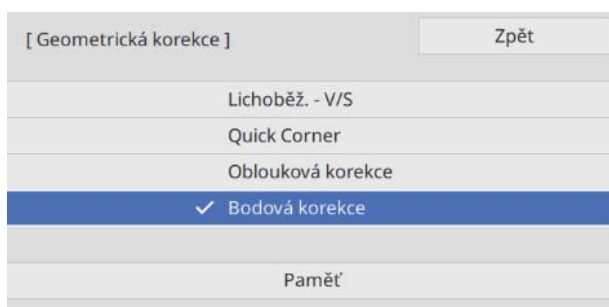 [ Geometrická korekce ]
Zpět
Lichoběž. - V/S
Quick Corner
Oblouková korekce
Bodová korekce
Paměť